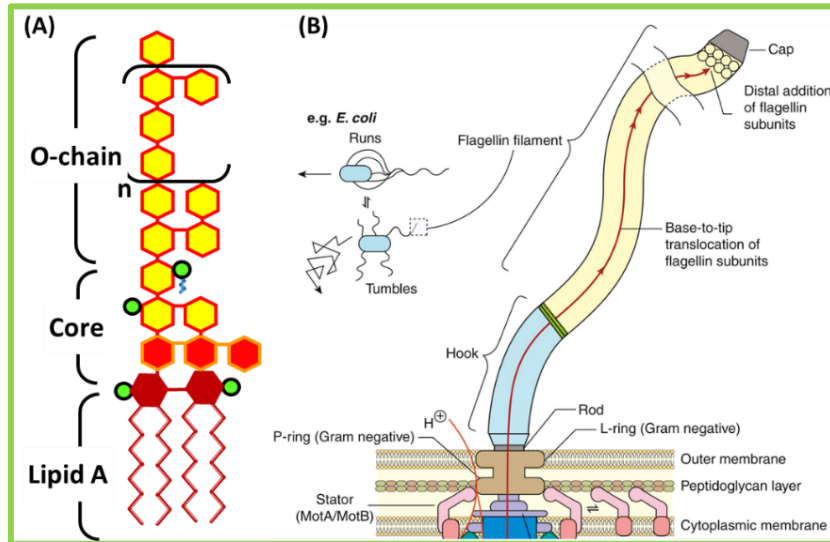 (A)
O-chain
n
Core
Lipid A
(B)
Cap
Distal addition
of flagellin
subunits
e.g. E. coli
Runs
Flagellin filament
Tumbles
Base-to-tip
translocation of
flagellin subunits
Hook
H⊕
Rod
P-ring (Gram negative)
L-ring (Gram negative)
Outer membrane
Peptidoglycan layer
Stator
(MotA/MotB)
Cytoplasmic membrane